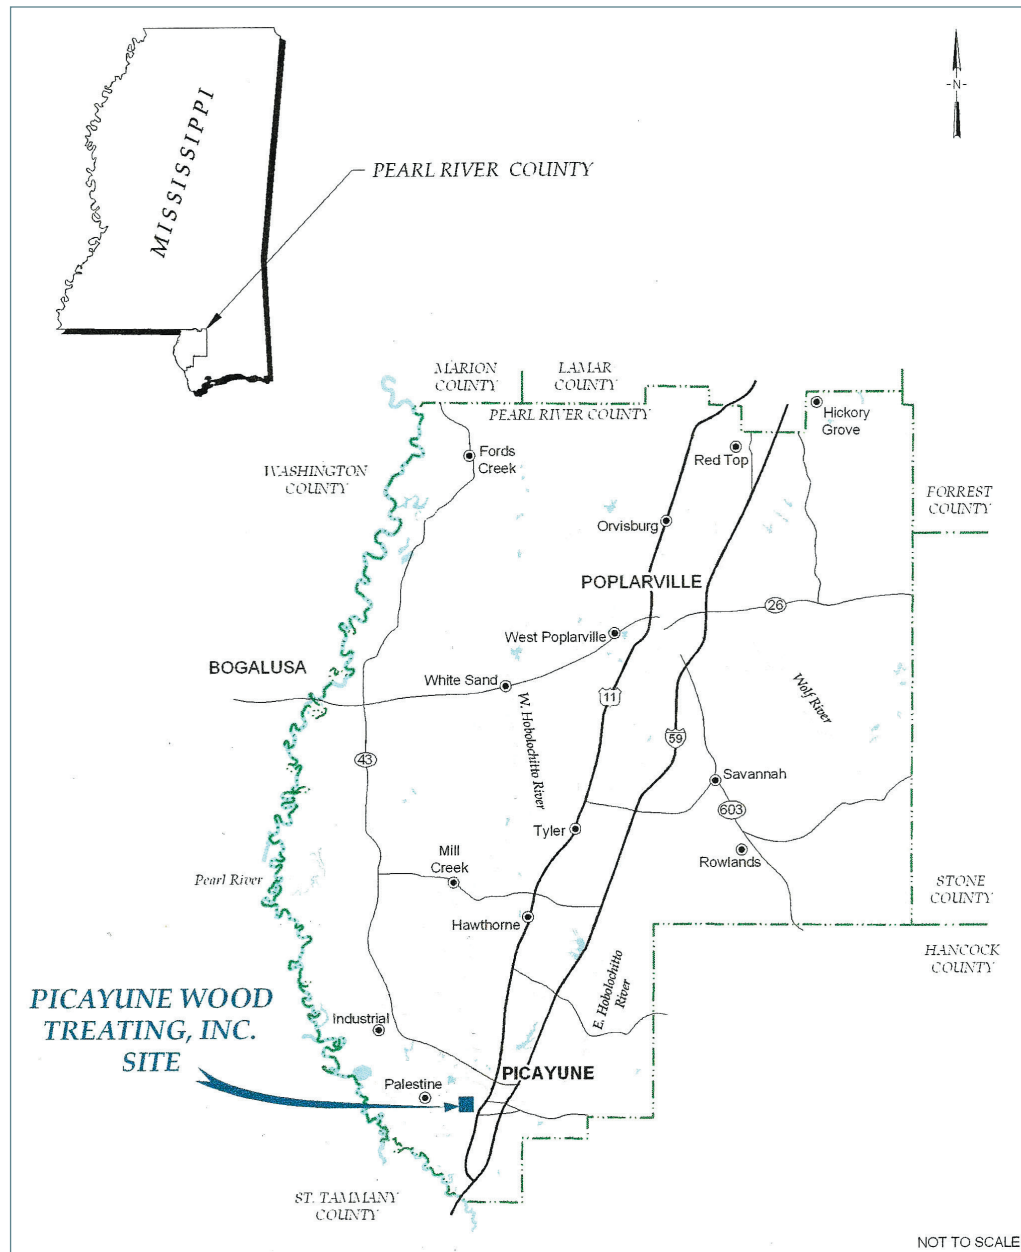 MISSISSIPPI
-N-
PEARL RIVER COUNTY
MARION
COUNTY
LAMAR
COUNTY
PEARL RIVER COUNTY
Hickory
Grove
Fords
Creek
Red Top
WASHINGTON
COUNTY
FORREST
COUNTY
Orvisburg
POPLARVILLE
26
West Poplarville
BOGALUSA
White Sand
11
W. Hobolochitto River
Wolf River
59
43
Savannah
603
Tyler
Mill
Creek
Rowlands
Pearl River
STONE
COUNTY
Hawthorne
HANCOCK
COUNTY
E. Hobolochitto
River
PICAYUNE WOOD
TREATING, INC.
SITE
Industrial
PICAYUNE
Palestine
ST. TAMMANY
COUNTY
NOT TO SCALE